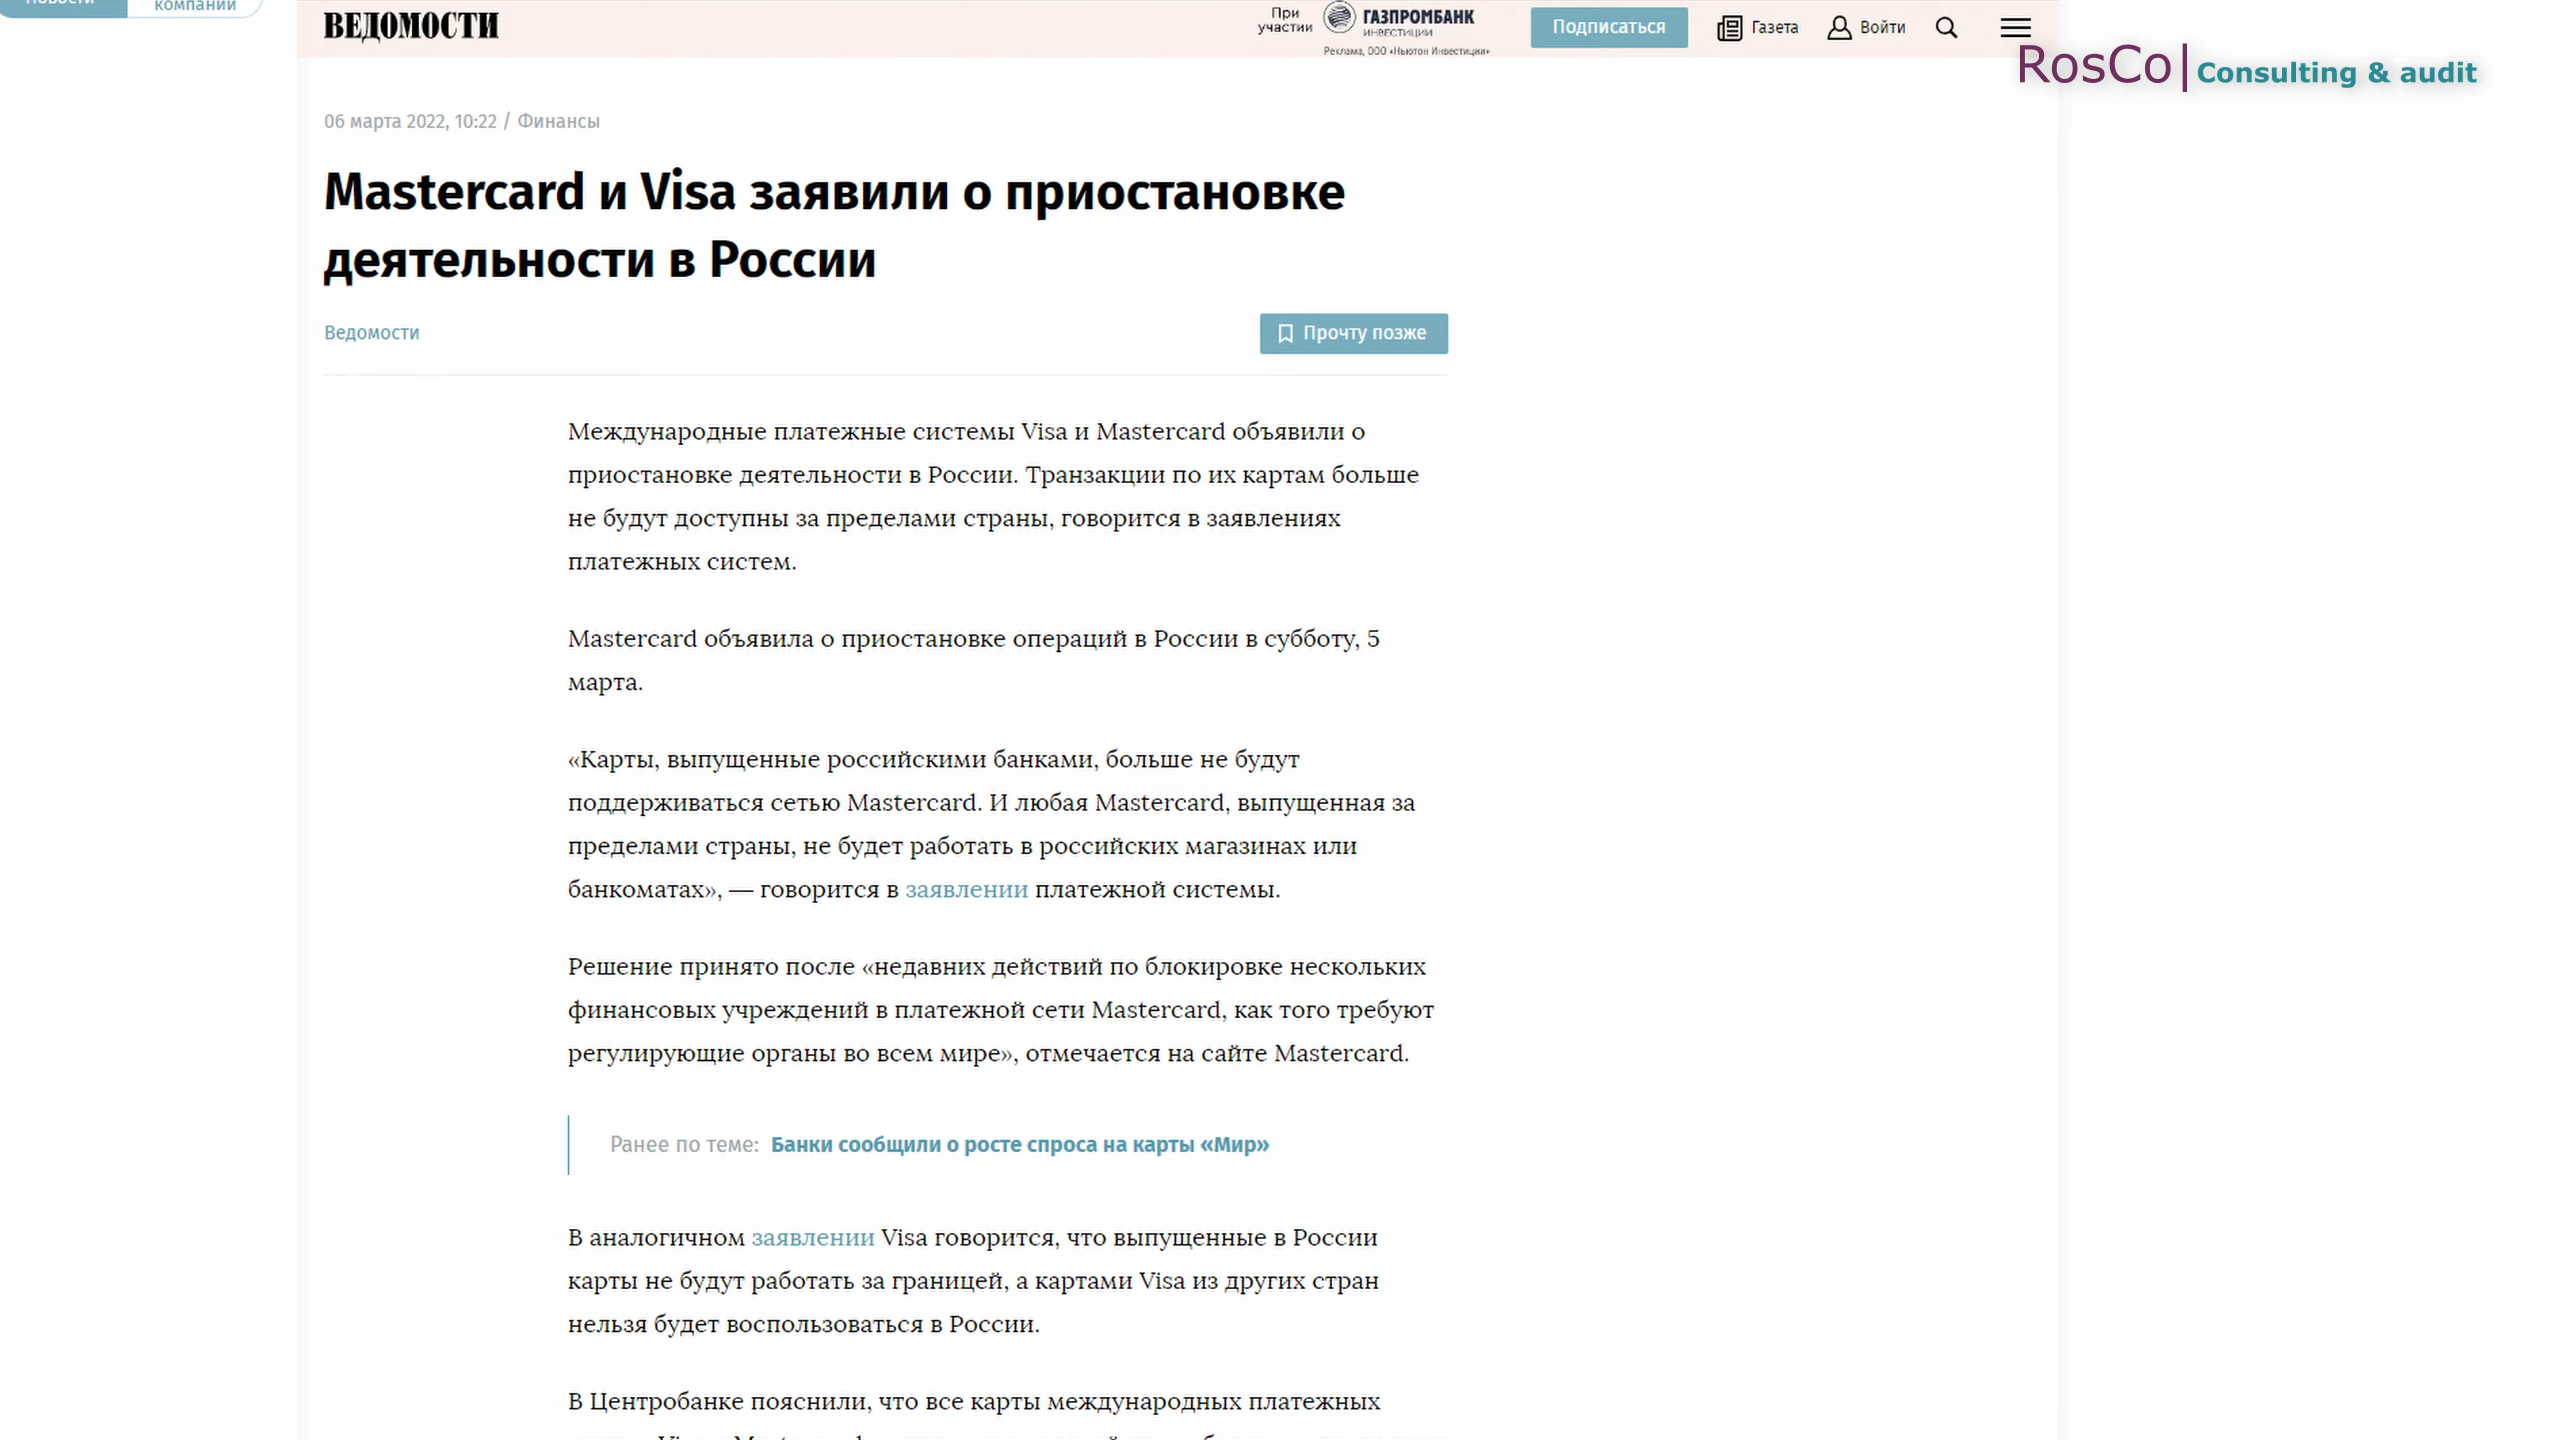 Новости
компаний
ВЕДОМОСТИ
При участии
ГАЗПРОМБАНК
ИНВЕСТИЦИИ
Реклама, ООО «Ньютон Инвестиции»
Подписаться
Газета
Войти
RosCo| Consulting & audit
06 марта 2022, 10:22 / Финансы
Mastercard и Visa заявили о приостановке
деятельности в России
Ведомости
Прочту позже
Международные платежные системы Visa и Mastercard объявили о
приостановке деятельности в России. Транзакции по их картам больше
не будут доступны за пределами страны, говорится в заявлениях
платежных систем.
Mastercard объявила о приостановке операций в России в субботу, 5
марта.
«Карты, выпущенные российскими банками, больше не будут
поддерживаться сетью Mastercard. И любая Mastercard, выпущенная за
пределами страны, не будет работать в российских магазинах или
банкоматах», — говорится в заявлении платежной системы.
Решение принято после «недавних действий по блокировке нескольких
финансовых учреждений в платежной сети Mastercard, как того требуют
регулирующие органы во всем мире», отмечается на сайте Mastercard.
Ранее по теме: Банки сообщили о росте спроса на карты «Мир»
В аналогичном заявлении Visa говорится, что выпущенные в России
карты не будут работать за границей, а картами Visa из других стран
нельзя будет воспользоваться в России.
В Центробанке пояснили, что все карты международных платежных